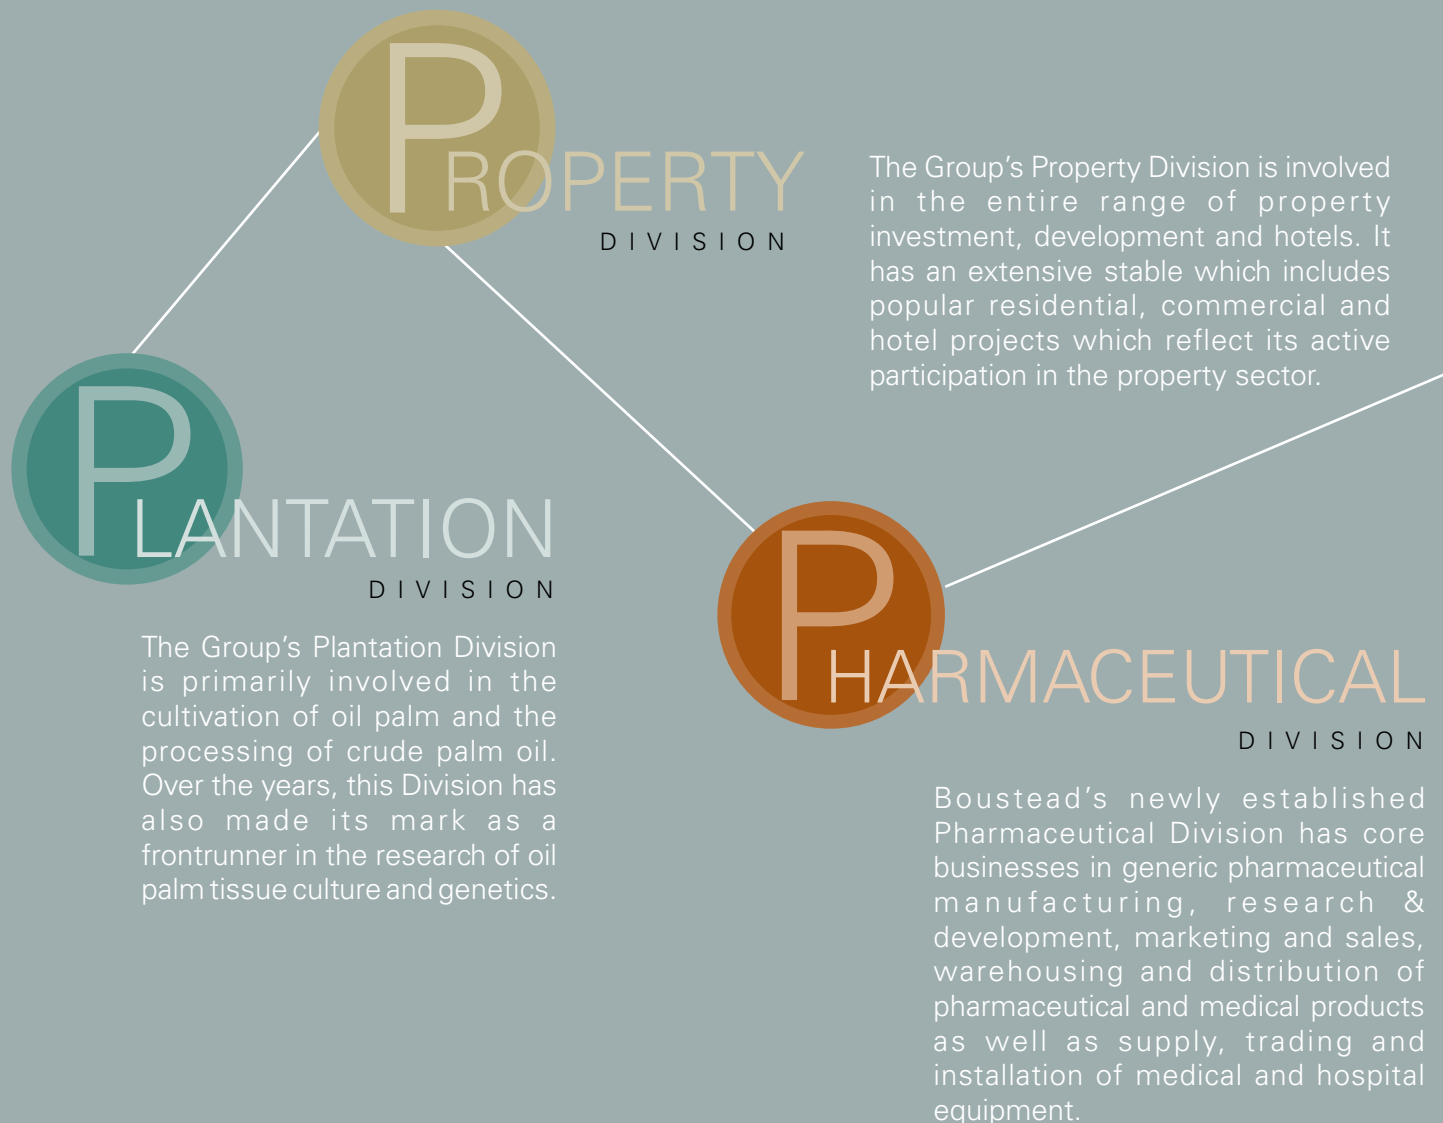 PROPERTY
DIVISION
The Group's Property Division is involved
in the entire range of property
investment, development and hotels. It
has an extensive stable which includes
popular residential, commercial and
hotel projects which reflect its active
participation in the property sector.
PLANTATION
DIVISION
The Group's Plantation Division
is primarily involved in the
cultivation of oil palm and the
processing of crude palm oil.
Over the years, this Division has
also made its mark as a
frontrunner in the research of oil
palm tissue culture and genetics.
PHARMACEUTICAL
DIVISION
Boustead's newly established
Pharmaceutical Division has core
businesses in generic pharmaceutical
manufacturing, research &
development, marketing and sales,
warehousing and distribution of
pharmaceutical and medical products
as well as supply, trading and
installation of medical and hospital
equipment.